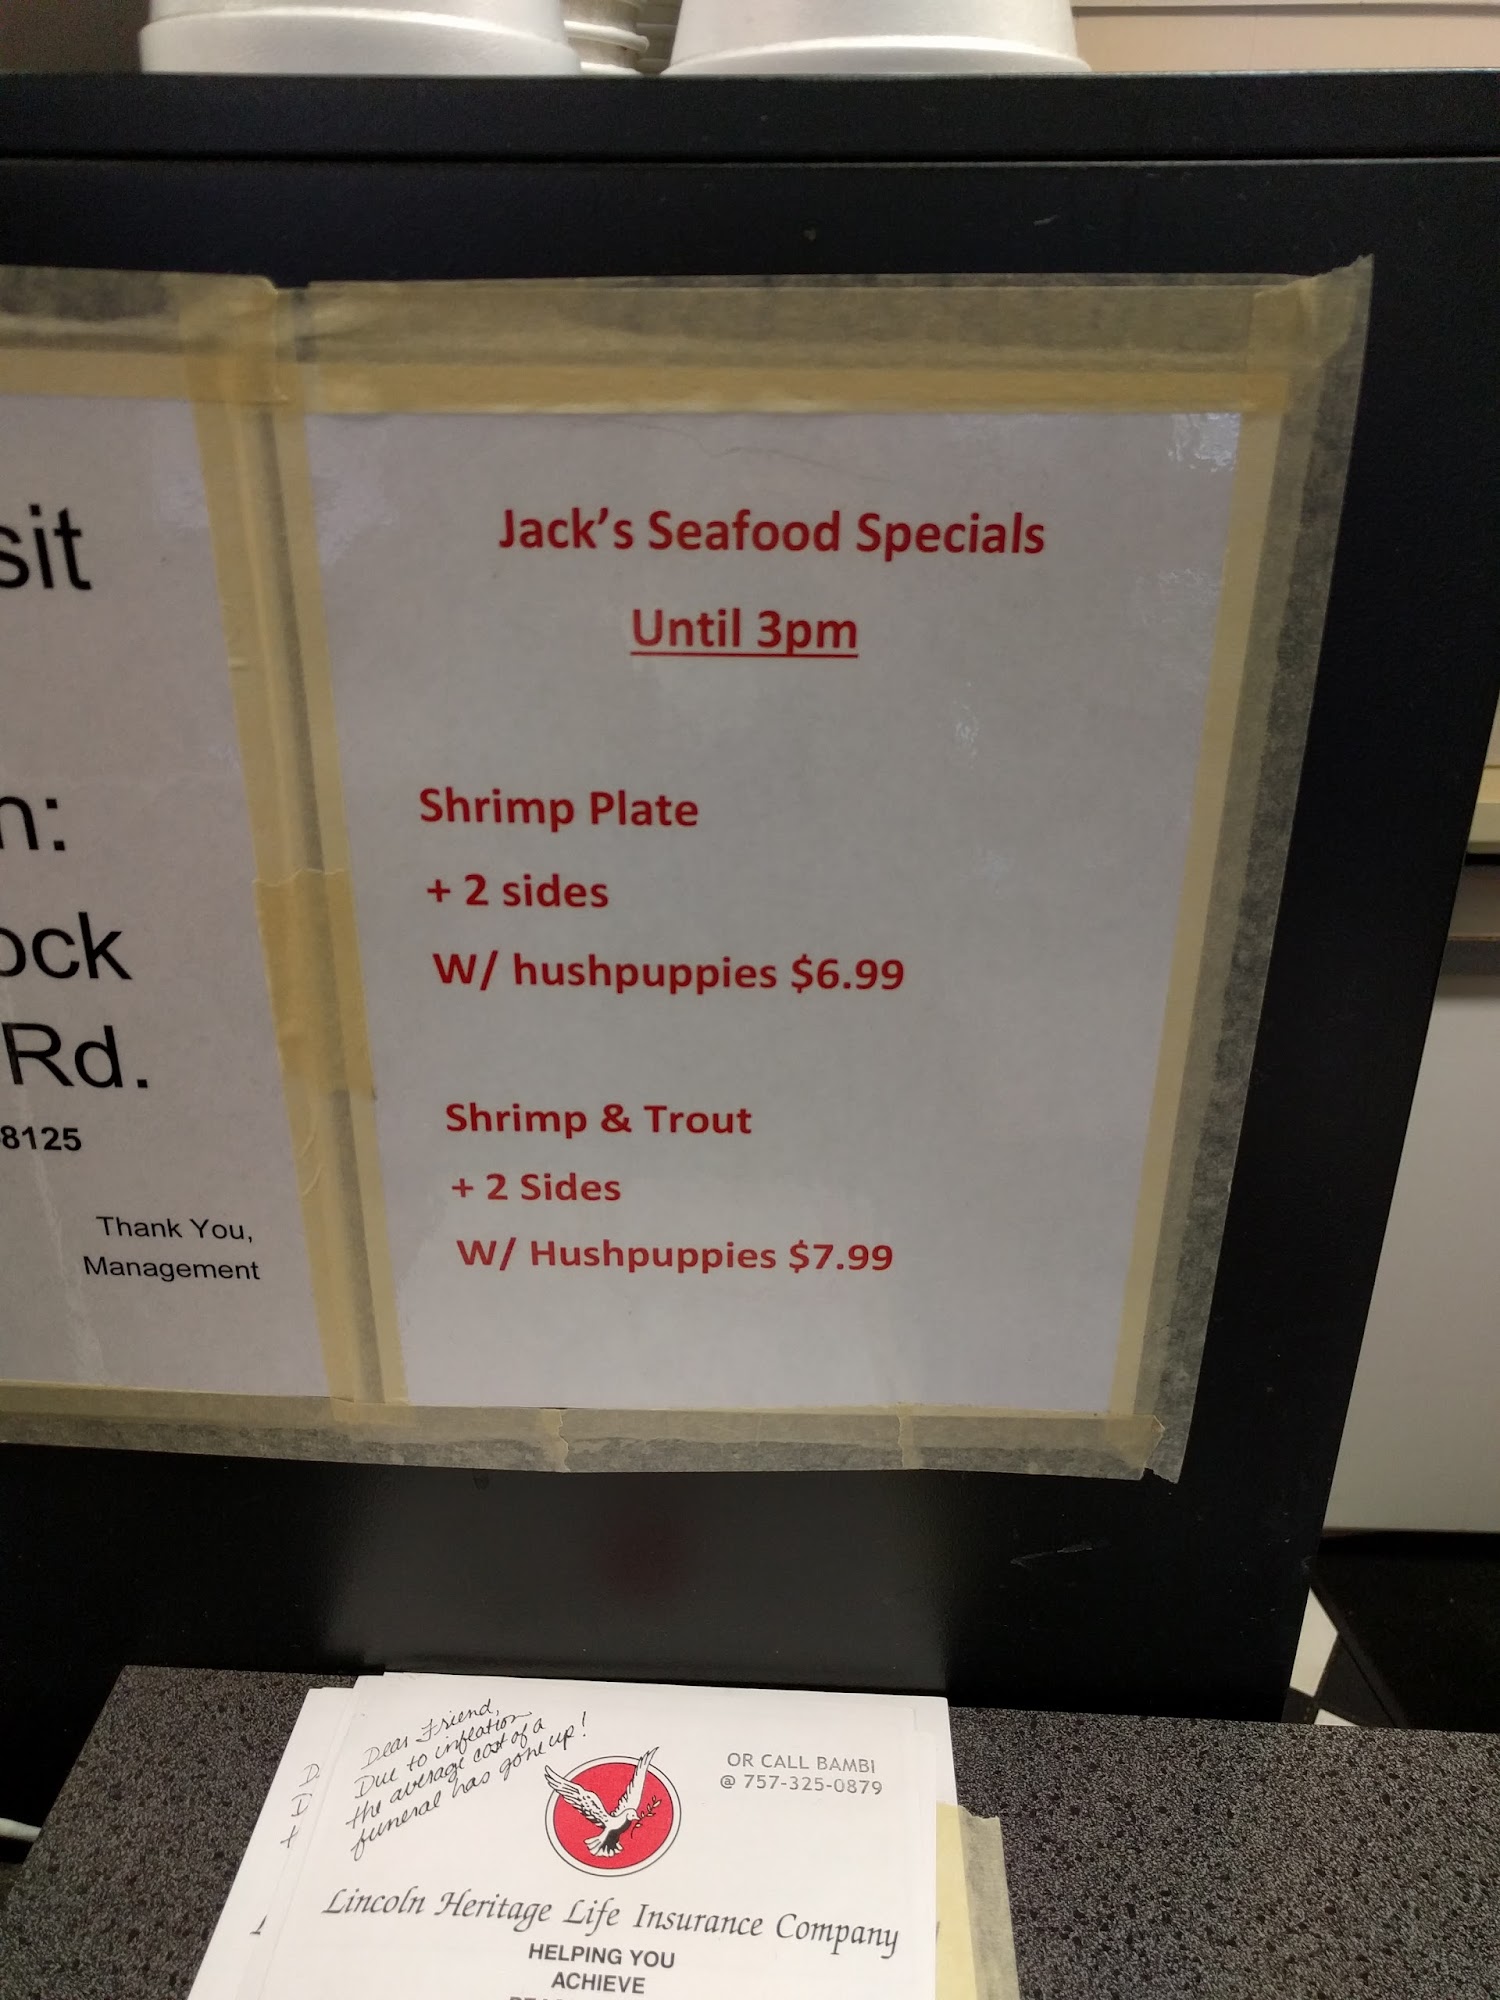 sit
n:
ock
Rd.
8125
Thank You,
Management
Jack's Seafood Specials
Until 3pm
Shrimp Plate
+ 2 sides
W/ hushpuppies $6.99
Shrimp & Trout
+ 2 Sides
W/ Hushpuppies $7.99
Dear Friend,
Due to inflation
the average cost of a
funeral has gone up!
OR CALL BAMBI
@ 757-325-0879
Lincoln Heritage Life Insurance Company
HELPING YOU
ACHIEVE